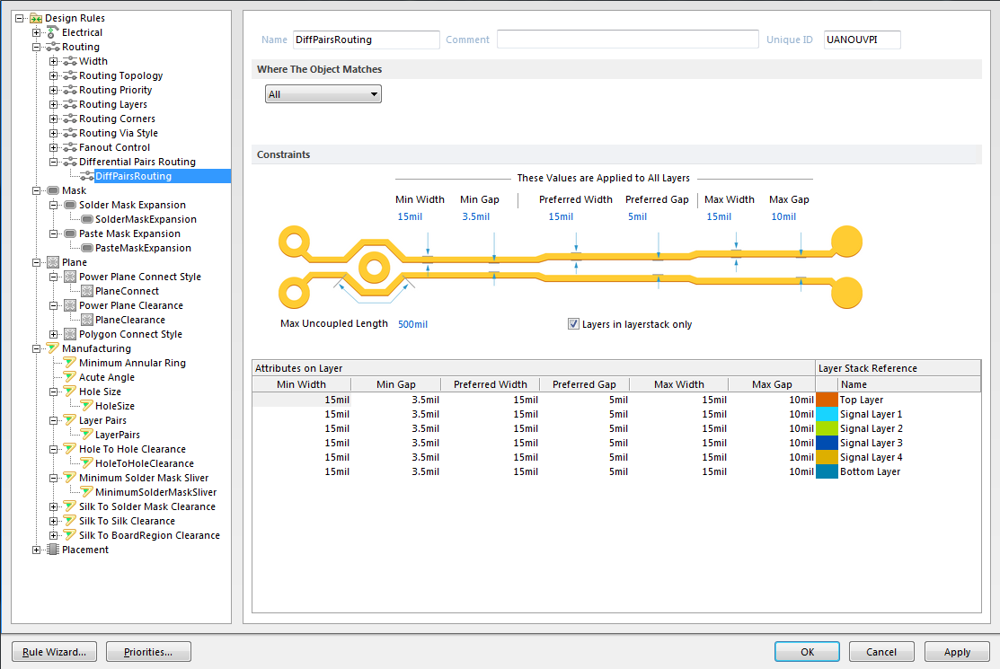 Design Rules
Electrical
Routing
Width
Routing Topology
Routing Priority
Routing Layers
Routing Corners
Routing Via Style
Fanout Control
Differential Pairs Routing
DiffPairsRouting
Mask
Solder Mask Expansion
SolderMaskExpansion
Paste Mask Expansion
PasteMaskExpansion
Plane
Power Plane Connect Style
PlaneConnect
Power Plane Clearance
PlaneClearance
Polygon Connect Style
Manufacturing
Minimum Annular Ring
Acute Angle
Hole Size
HoleSize
Layer Pairs
LayerPairs
Hole To Hole Clearance
HoleToHoleClearance
Minimum Solder Mask Sliver
MinimumSolderMaskSliver
Silk To Solder Mask Clearance
Silk To Silk Clearance
Silk To BoardRegion Clearance
Placement
Name DiffPairsRouting Comment Unique ID UANOUVPI
Where The Object Matches
All
Constraints
These Values are Applied to All Layers
Min Width Min Gap Preferred Width Preferred Gap Max Width Max Gap
15mil 3.5mil 15mil 5mil 15mil 10mil
Max Uncoupled Length 500mil Layers in layerstack only
Attributes on Layer Layer Stack Reference
Min Width Min Gap Preferred Width Preferred Gap Max Width Max Gap Name
15mil 3.5mil 15mil 5mil 15mil 10mil Top Layer
15mil 3.5mil 15mil 5mil 15mil 10mil Signal Layer 1
15mil 3.5mil 15mil 5mil 15mil 10mil Signal Layer 2
15mil 3.5mil 15mil 5mil 15mil 10mil Signal Layer 3
15mil 3.5mil 15mil 5mil 15mil 10mil Signal Layer 4
15mil 3.5mil 15mil 5mil 15mil 10mil Bottom Layer
Rule Wizard... Priorities... OK Cancel Apply